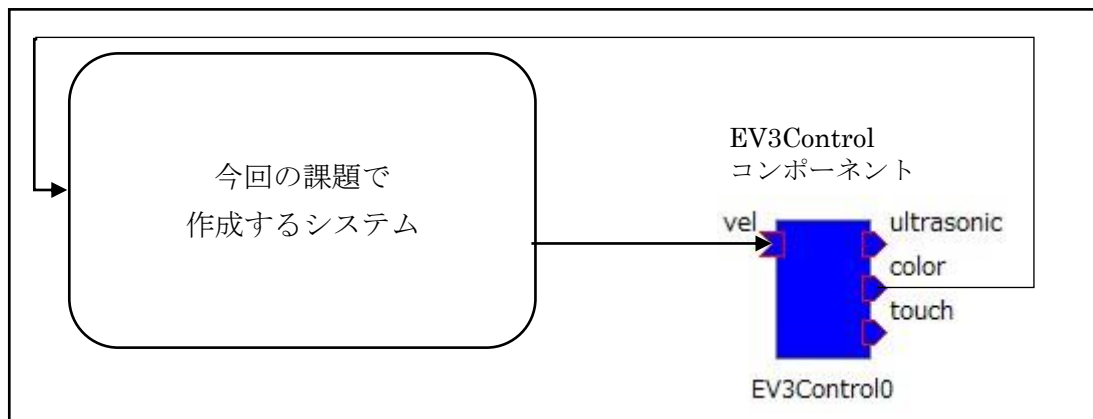 今回の課題で
作成するシステム
EV3Control
コンポーネント
vel
ultrasonic
color
touch
EV3Control0